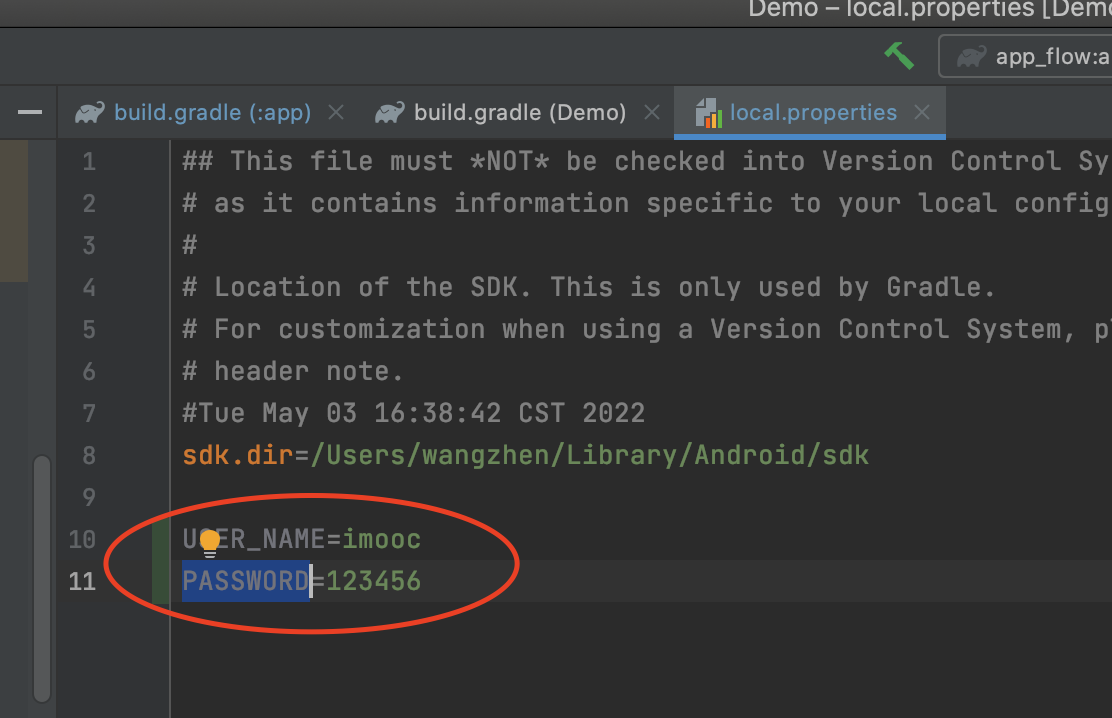 Demo – local.properties [Demo
app_flow:a
build.gradle (:app) build.gradle (Demo) local.properties
1 ## This file must *NOT* be checked into Version Control Sy
2 # as it contains information specific to your local config
3 #
4 # Location of the SDK. This is only used by Gradle.
5 # For customization when using a Version Control System, p
6 # header note.
7 #Tue May 03 16:38:42 CST 2022
8 sdk.dir=/Users/wangzhen/Library/Android/sdk
9
10 USER_NAME=imooc
11 PASSWORD=123456